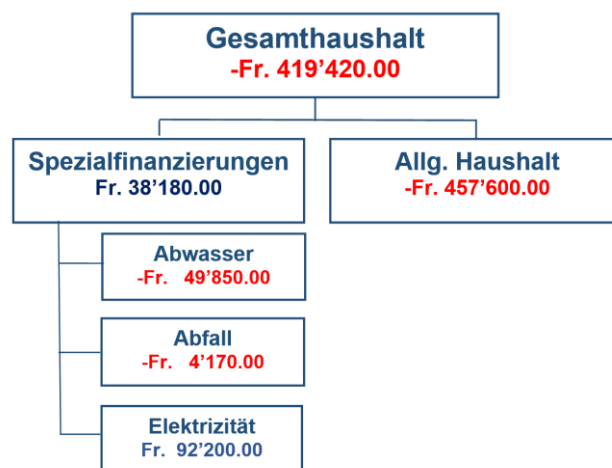 Gesamthaushalt
-Fr. 419’420.00
Spezialfinanzierungen
Fr. 38’180.00
Allg. Haushalt
-Fr. 457’600.00
Abwasser
-Fr. 49’850.00
Abfall
-Fr. 4’170.00
Elektrizität
Fr. 92’200.00